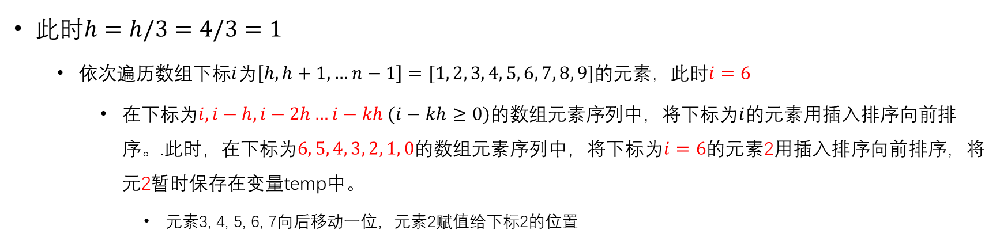 • 此时h = h/3 = 4/3 = 1
• 依次遍历数组下标i为[h, h + 1, … n − 1] = [1, 2, 3, 4, 5, 6, 7, 8, 9]的元素，此时i = 6
• 在下标为i, i − h, i − 2h … i − kh (i − kh ≥ 0)的数组元素序列中，将下标为i的元素用插入排序向前排
序。.此时，在下标为6, 5, 4, 3, 2, 1, 0的数组元素序列中，将下标为i = 6的元素2用插入排序向前排序，将
元2暂时保存在变量temp中。
• 元素3, 4, 5, 6, 7向后移动一位，元素2赋值给下标2的位置